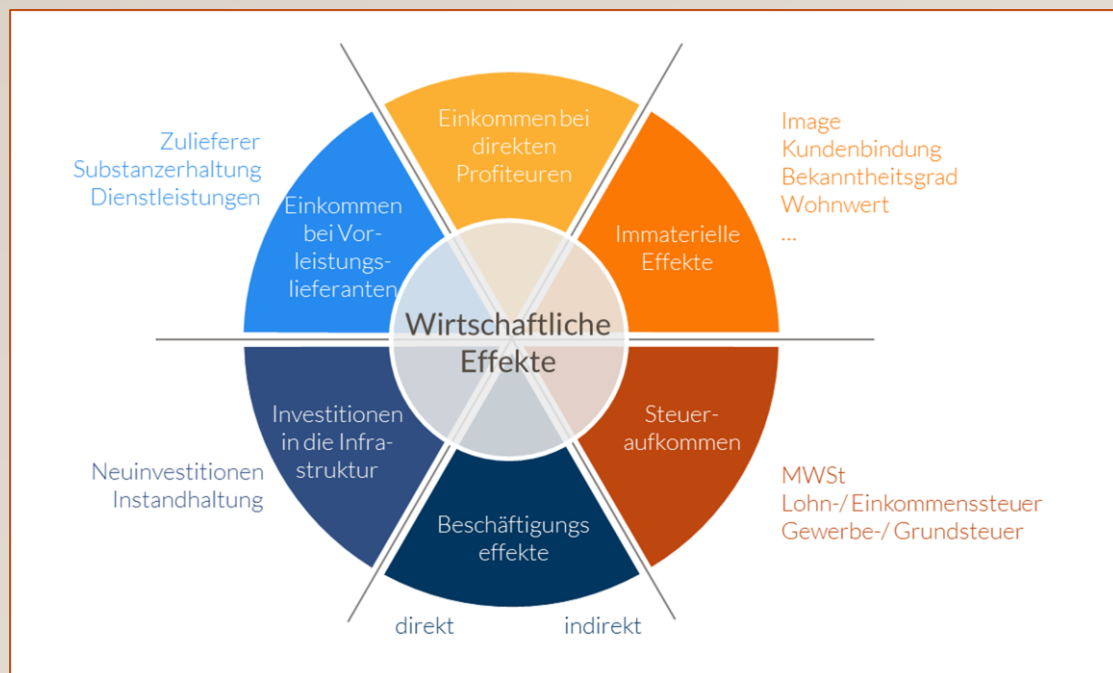 Einkommen bei
direkten
Profiteuren
Image
Kundenbindung
Bekanntheitsgrad
Wohnwert
...
Immaterielle
Effekte
Zulieferer
Substanzerhaltung
Dienstleistungen
Einkommen
bei Vor-
leistungs-
lieferanten
Wirtschaftliche
Effekte
Investitionen
in die Infra-
struktur
Neuinvestitionen
Instandhaltung
Steuer-
aufkommen
MWSt
Lohn-/ Einkommenssteuer
Gewerbe-/ Grundsteuer
Beschäftigungs
effekte
direkt
indirekt